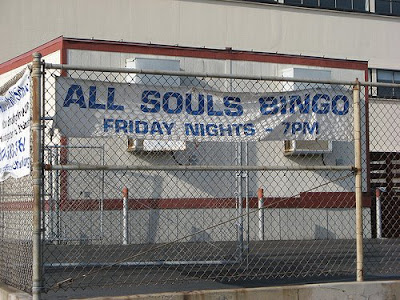 ALL SOULS BINGO
FRIDAY NIGHTS - 7PM